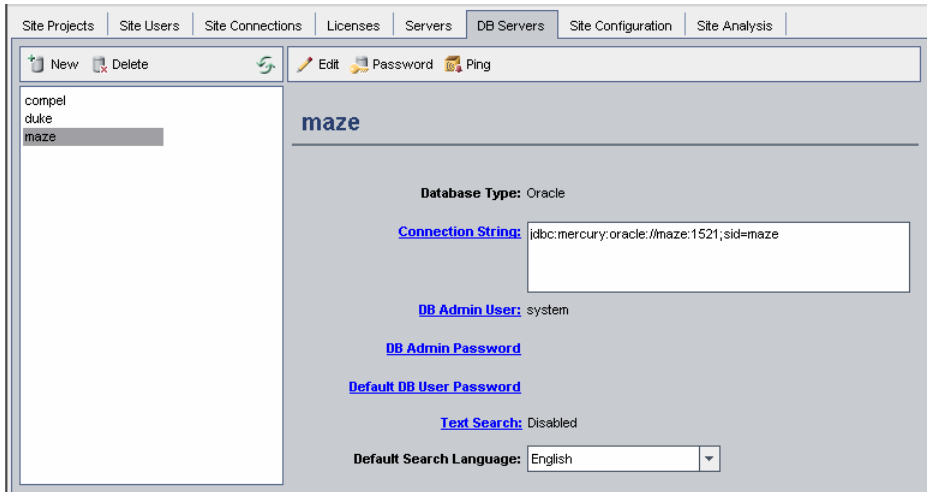 Site Projects Site Users Site Connections Licenses Servers DB Servers Site Configuration Site Analysis
New Delete Edit Password Ping
compel
duke
maze
maze
Database Type: Oracle
Connection String: jdbc:mercury:oracle://maze:1521;sid=maze
DB Admin User: system
DB Admin Password
Default DB User Password
Text Search: Disabled
Default Search Language: English